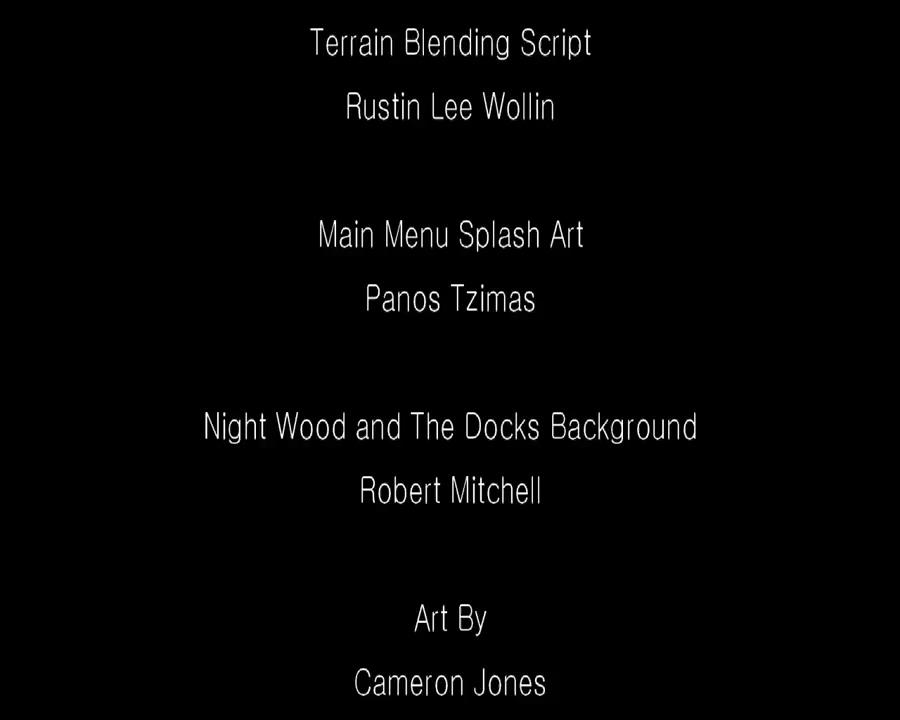 Terrain Blending Script
Rustin Lee Wollin
Main Menu Splash Art
Panos Tzimas
Night Wood and The Docks Background
Robert Mitchell
Art By
Cameron Jones